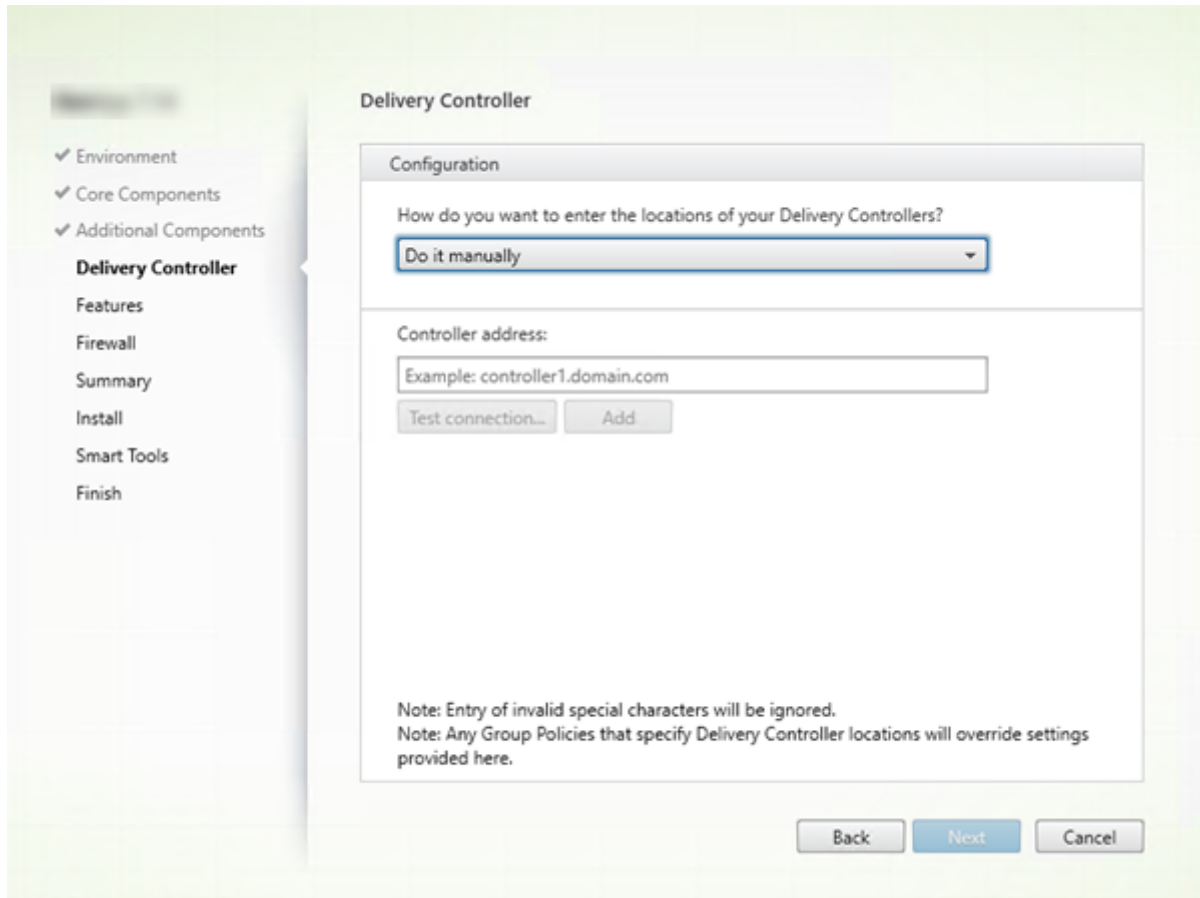 Delivery Controller
Environment
Core Components
Additional Components
Delivery Controller
Features
Firewall
Summary
Install
Smart Tools
Finish
Configuration
How do you want to enter the locations of your Delivery Controllers?
Do it manually
Controller address:
Example: controller1.domain.com
Test connection...
Add
Note: Entry of invalid special characters will be ignored.
Note: Any Group Policies that specify Delivery Controller locations will override settings
provided here.
Back
Next
Cancel